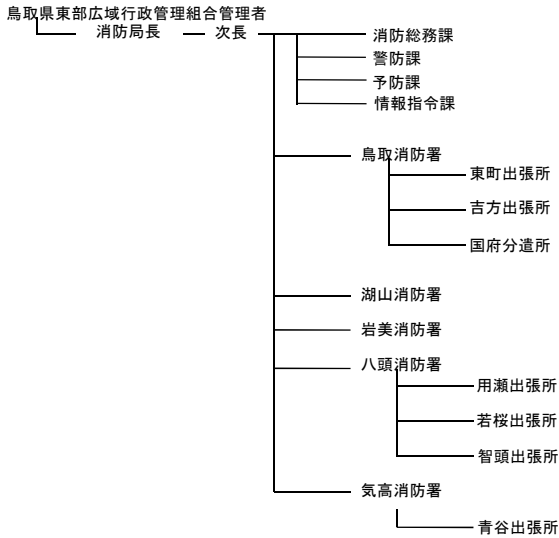 鳥取県東部広域行政管理組合管理者
消防局長 次長 消防総務課
警防課
予防課
情報指令課
鳥取消防署
東町出張所
吉方出張所
国府分遣所
湖山消防署
岩美消防署
八頭消防署
用瀬出張所
若桜出張所
智頭出張所
気高消防署
青谷出張所